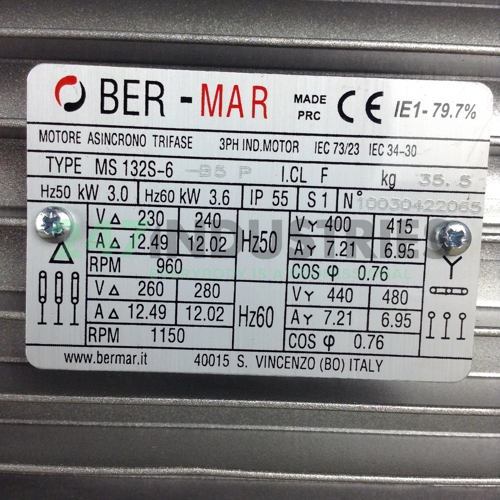 BER - MAR MADE PRC CE IE1-79.7%
MOTORE ASINCRONO TRIFASE 3PH IND.MOTOR IEC 73/23 IEC 34-30
TYPE MS 132S-6 -B5 P I.CL F kg 35.5
Hz50 kW 3.0 Hz60 kW 3.6 IP 55 S1 N° 10030422065
V △ 230 240 Hz50 V Y 400 415
A △ 12.49 12.02 A Y 7.21 6.95
RPM 960 COS φ 0.76
V △ 260 280 Hz60 V Y 440 480
A △ 12.49 12.02 A Y 7.21 6.95
RPM 1150 COS φ 0.76
www.bermar.it 40015 S. VINCENZO (BO) ITALY
247 INDUSTRIES